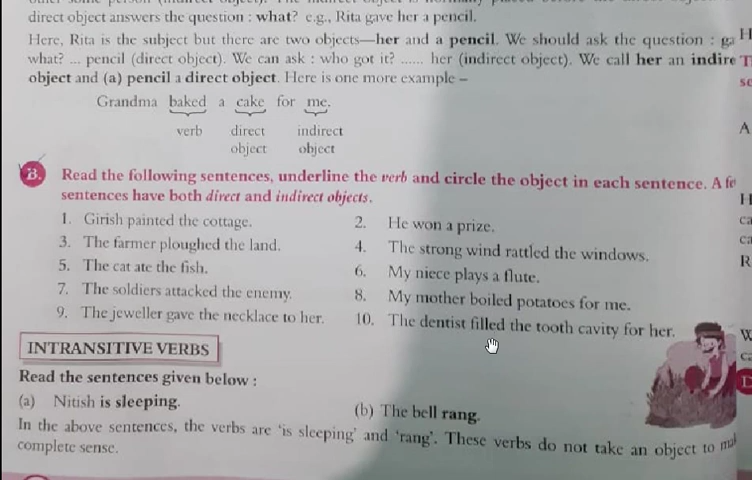 direct object answers the question : what? e.g., Rita gave her a pencil.
Here, Rita is the subject but there are two objects—her and a pencil. We should ask the question : ga
what? ... pencil (direct object). We can ask : who got it? ...... her (indirect object). We call her an indire
object and (a) pencil a direct object. Here is one more example –
Grandma baked a cake for me.
verb direct indirect
object object
B. Read the following sentences, underline the verb and circle the object in each sentence. A fe
sentences have both direct and indirect objects.
1. Girish painted the cottage. 2. He won a prize.
3. The farmer ploughed the land. 4. The strong wind rattled the windows.
5. The cat ate the fish. 6. My niece plays a flute.
7. The soldiers attacked the enemy. 8. My mother boiled potatoes for me.
9. The jeweller gave the necklace to her. 10. The dentist filled the tooth cavity for her.
INTRANSITIVE VERBS
Read the sentences given below :
(a) Nitish is sleeping. (b) The bell rang.
In the above sentences, the verbs are 'is sleeping' and 'rang'. These verbs do not take an object to mak
complete sense.